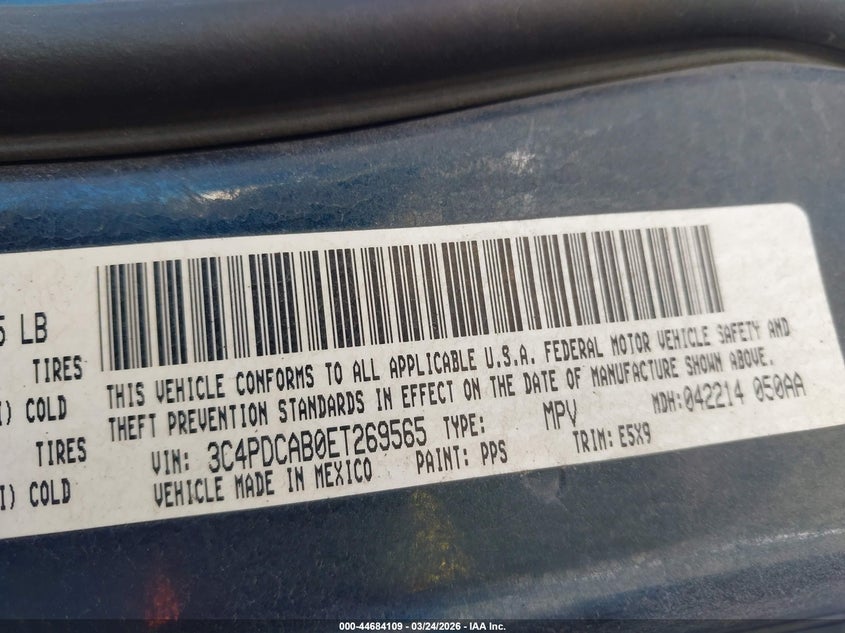 5 LB
TIRES
I) COLD
TIRES
I) COLD
THIS VEHICLE CONFORMS TO ALL APPLICABLE U.S.A. FEDERAL MOTOR VEHICLE SAFETY AND
THEFT PREVENTION STANDARDS IN EFFECT ON THE DATE OF MANUFACTURE SHOWN ABOVE.
VIN: 3C4PDCAB0ET269565 TYPE: MPV MDH:042214 050AA
VEHICLE MADE IN MEXICO PAINT: PPS TRIM: E5X9
000-44684109 — 03/24/2026 — IAA Inc.